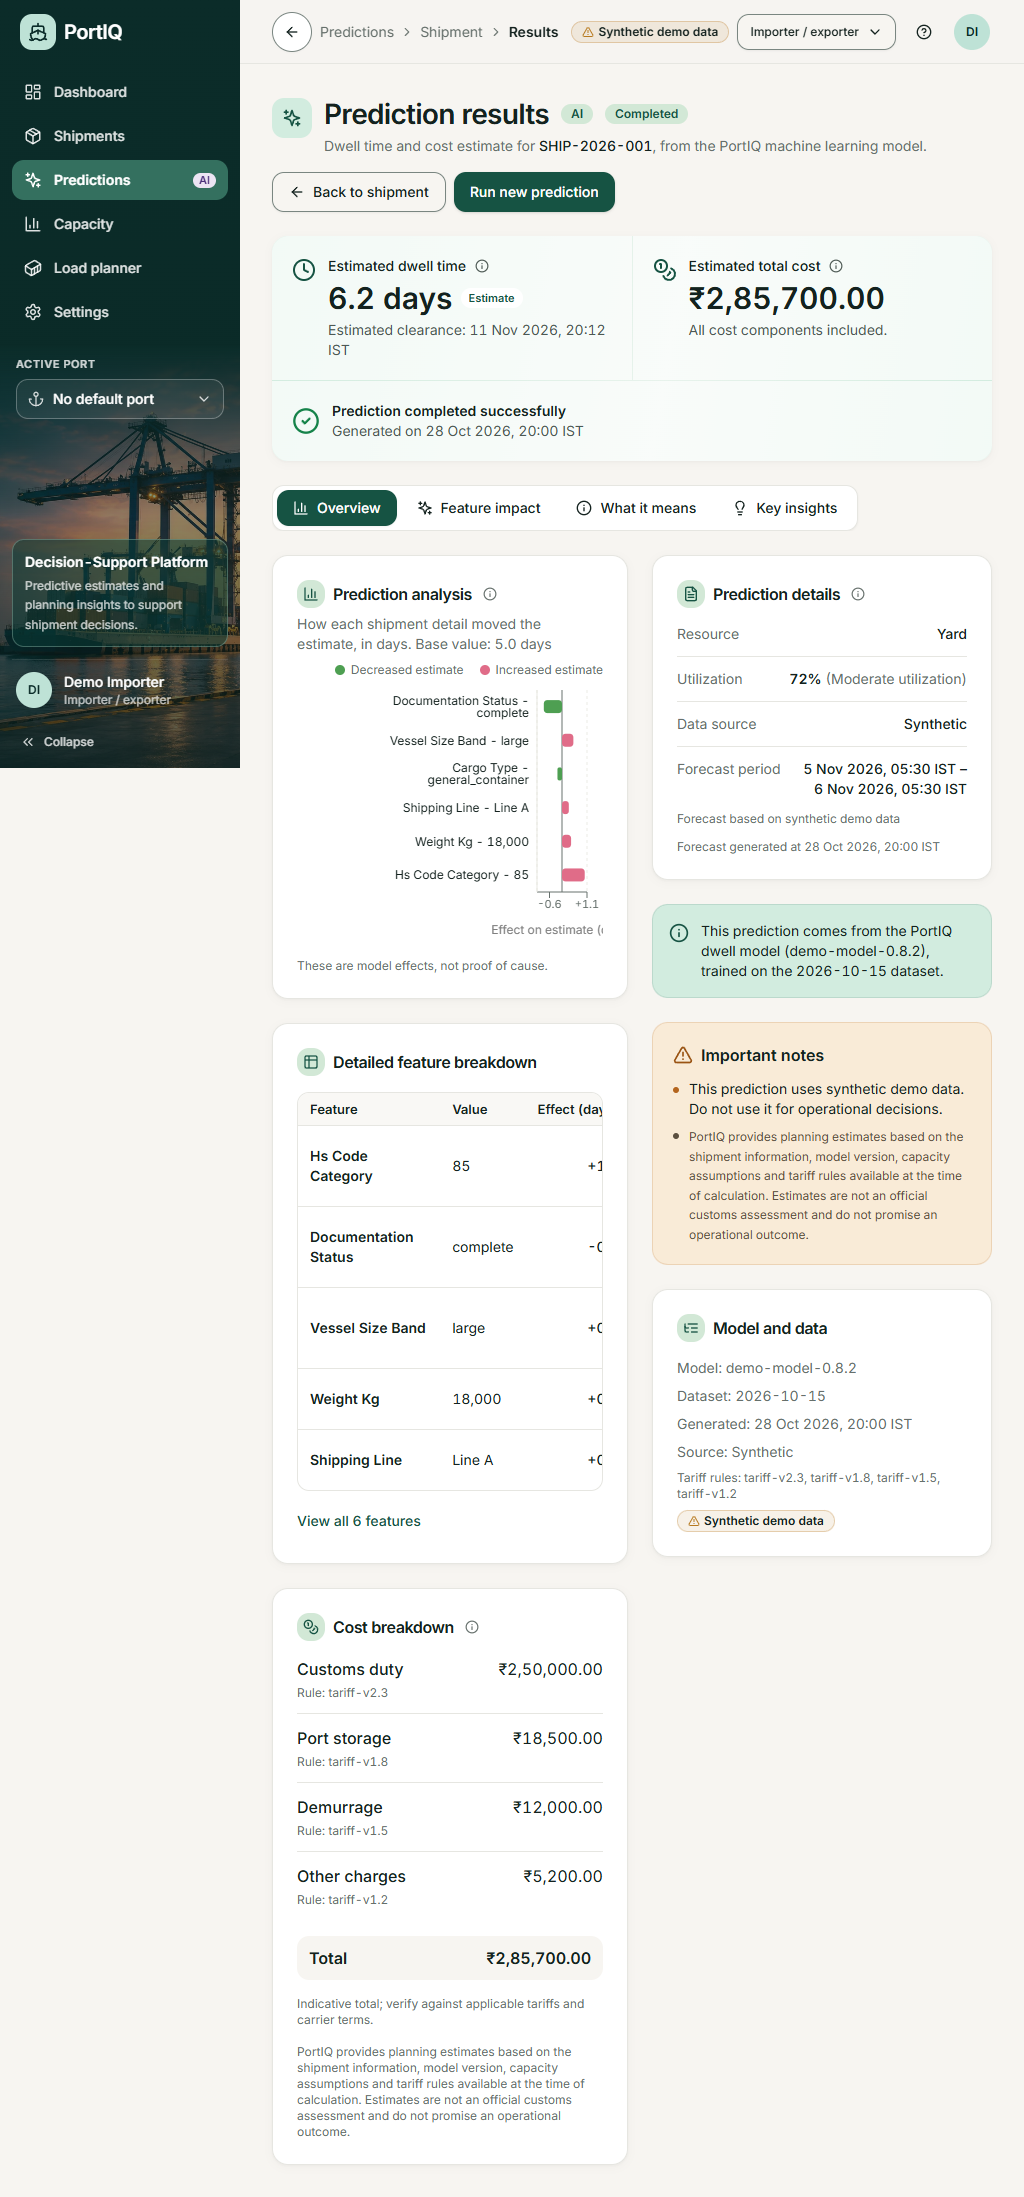 PortIQ
Dashboard
Shipments
Predictions AI
Capacity
Load planner
Settings
ACTIVE PORT
No default port
Decision-Support Platform
Predictive estimates and
planning insights to support
shipment decisions.
DI
Demo Importer
Importer / exporter
Collapse
Predictions > Shipment > Results
Synthetic demo data
Importer / exporter
DI
Prediction results AI Completed
Dwell time and cost estimate for SHIP-2026-001, from the PortIQ machine learning model.
Back to shipment
Run new prediction
Estimated dwell time
6.2 days Estimate
Estimated clearance: 11 Nov 2026, 20:12
IST
Estimated total cost
₹2,85,700.00
All cost components included.
Prediction completed successfully
Generated on 28 Oct 2026, 20:00 IST
Overview
Feature impact
What it means
Key insights
Prediction analysis
How each shipment detail moved the
estimate, in days. Base value: 5.0 days
Decreased estimate Increased estimate
Documentation Status -
complete
Vessel Size Band - large
Cargo Type -
general_container
Shipping Line - Line A
Weight Kg - 18,000
Hs Code Category - 85
-0.6 +1.1
Effect on estimate (
These are model effects, not proof of cause.
Detailed feature breakdown
Feature Value Effect (day
Hs Code
Category
85 +1
Documentation
Status
complete -0
Vessel Size Band large +0
Weight Kg 18,000 +0
Shipping Line Line A +0
View all 6 features
Cost breakdown
Customs duty ₹2,50,000.00
Rule: tariff-v2.3
Port storage ₹18,500.00
Rule: tariff-v1.8
Demurrage ₹12,000.00
Rule: tariff-v1.5
Other charges ₹5,200.00
Rule: tariff-v1.2
Total ₹2,85,700.00
Indicative total; verify against applicable tariffs and
carrier terms.
PortIQ provides planning estimates based on the
shipment information, model version, capacity
assumptions and tariff rules available at the time of
calculation. Estimates are not an official customs
assessment and do not promise an operational
outcome.
Prediction details
Resource Yard
Utilization 72% (Moderate utilization)
Data source Synthetic
Forecast period 5 Nov 2026, 05:30 IST –
6 Nov 2026, 05:30 IST
Forecast based on synthetic demo data
Forecast generated at 28 Oct 2026, 20:00 IST
This prediction comes from the PortIQ
dwell model (demo-model-0.8.2),
trained on the 2026-10-15 dataset.
Important notes
This prediction uses synthetic demo data.
Do not use it for operational decisions.
PortIQ provides planning estimates based on the
shipment information, model version, capacity
assumptions and tariff rules available at the time
of calculation. Estimates are not an official
customs assessment and do not promise an
operational outcome.
Model and data
Model: demo-model-0.8.2
Dataset: 2026-10-15
Generated: 28 Oct 2026, 20:00 IST
Source: Synthetic
Tariff rules: tariff-v2.3, tariff-v1.8, tariff-v1.5,
tariff-v1.2
Synthetic demo data